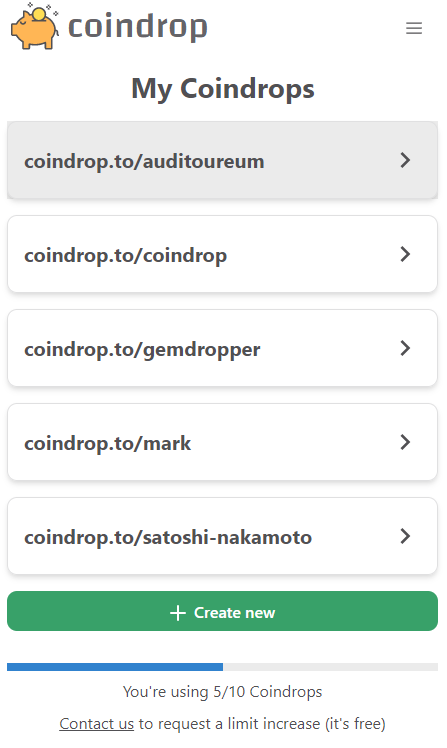 coindrop
My Coindrops
coindrop.to/auditoureum
coindrop.to/coindrop
coindrop.to/gemdropper
coindrop.to/mark
coindrop.to/satoshi-nakamoto
+ Create new
You're using 5/10 Coindrops
Contact us to request a limit increase (it's free)